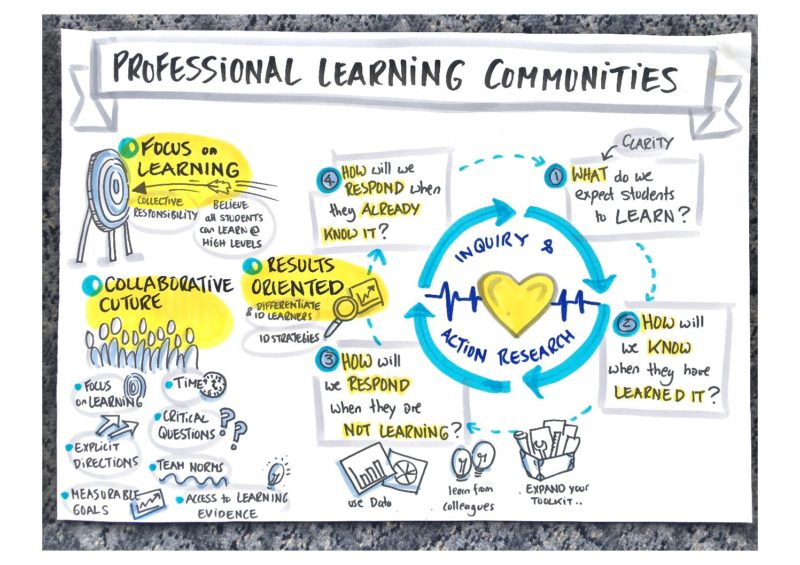 PROFESSIONAL LEARNING COMMUNITIES
FOCUS on
LEARNING
COLLECTIVE
RESPONSIBILITY
BELIEVE
all STUDENTS
can LEARN @
HIGH LEVELS
COLLABORATIVE
CUTURE
FOCUS
on LEARNING
TIME
EXPLICIT
DIRECTIONS
CRITICAL
QUESTIONS
??
TEAM NORMS
MEASURABLE
GOALS
ACCESS to LEARNING
EVIDENCE
RESULTS
ORIENTED
DIFFERENTIATE
& ID LEARNERS
ID STRATEGIES
INQUIRY &
ACTION RESEARCH
CLARITY
1 WHAT do we
expect students
to LEARN?
2 HOW will
we KNOW
when they have
LEARNED IT?
3 HOW will
we RESPOND
when they are
NOT LEARNING?
4 HOW will we
RESPOND when
they ALREADY
KNOW IT?
use Data
learn from
colleagues
EXPAND your
TOOLKIT..